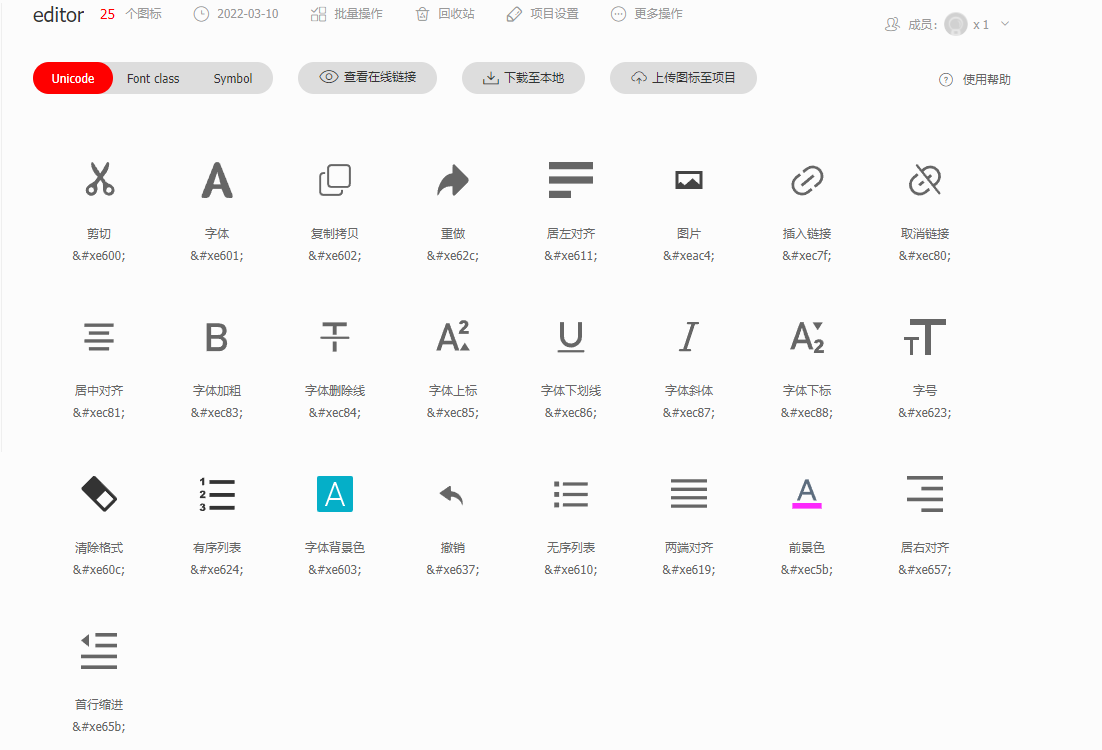 editor 25 个图标 2022-03-10 批量操作 回收站 项目设置 更多操作 成员: x 1
Unicode Font class Symbol 查看在线链接 下载至本地 上传图标至项目 使用帮助
剪切 字体 复制拷贝 重做 居左对齐 图片 插入链接 取消链接
&#xe600; &#xe601; &#xe602; &#xe62c; &#xe611; &#xeac4; &#xec7f; &#xec80;
居中对齐 字体加粗 字体删除线 字体上标 字体下划线 字体斜体 字体下标 字号
&#xec81; &#xec83; &#xec84; &#xec85; &#xec86; &#xec87; &#xec88; &#xe623;
清除格式 有序列表 字体背景色 撤销 无序列表 两端对齐 前景色 居右对齐
&#xe60c; &#xe624; &#xe603; &#xe637; &#xe610; &#xe619; &#xec5b; &#xe657;
首行缩进
&#xe65b;